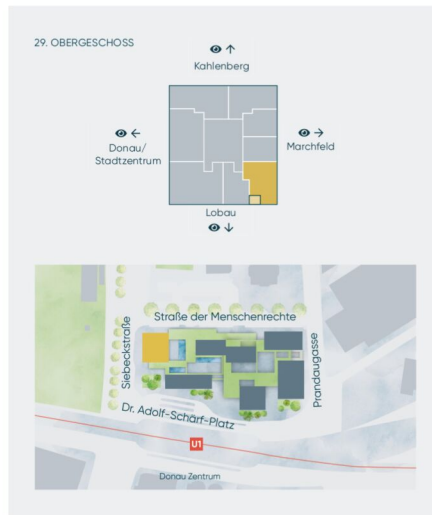 29. OBERGESCHOSS
Kahlenberg
Donau/
Stadtzentrum
Marchfeld
Lobau
Straße der Menschenrechte
Siebeckstraße
Prandaugasse
Dr. Adolf-Schärf-Platz
U1
Donau Zentrum